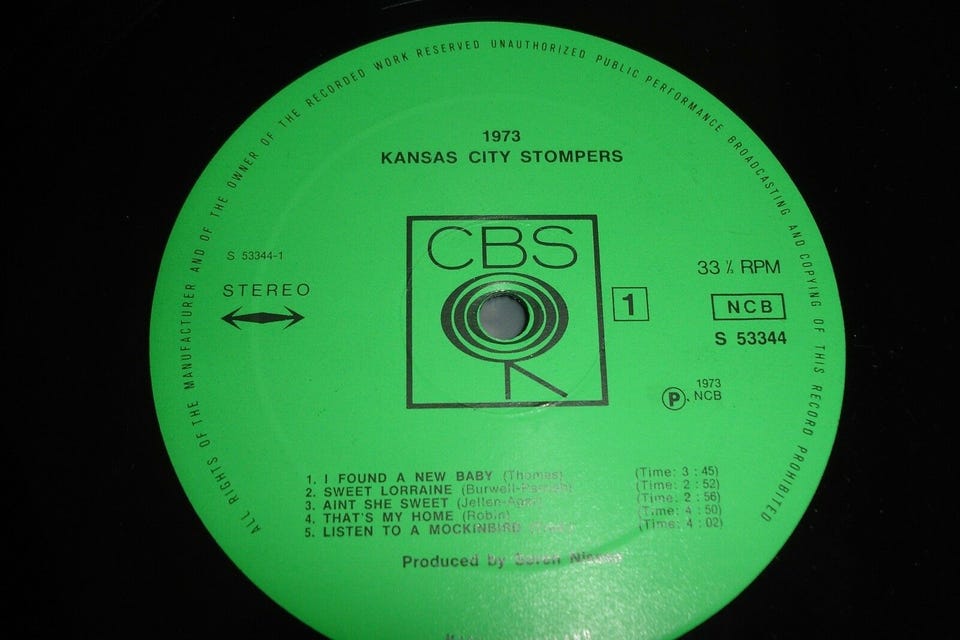 ALL RIGHTS OF THE MANUFACTURER AND OF THE OWNER OF THE RECORDED WORK RESERVED UNAUTHORIZED PUBLIC PERFORMANCE BROADCASTING AND COPYING OF THIS RECORD PROHIBITED
1973
KANSAS CITY STOMPERS
CBS
S 53344-1
STEREO
1
33⅓ RPM
NCB
S 53344
Ⓟ 1973 NCB
1. I FOUND A NEW BABY (Thomas) (Time: 3 : 45)
2. SWEET LORRAINE (Burwell- (Time: 2 : 52)
3. AINT SHE SWEET (Jellen- (Time: 2 : 56)
4. THAT'S MY HOME (Robin) (Time: 4 : 50)
5. LISTEN TO A MOCKINBIRD (Time: 4 : 02)
Produced by